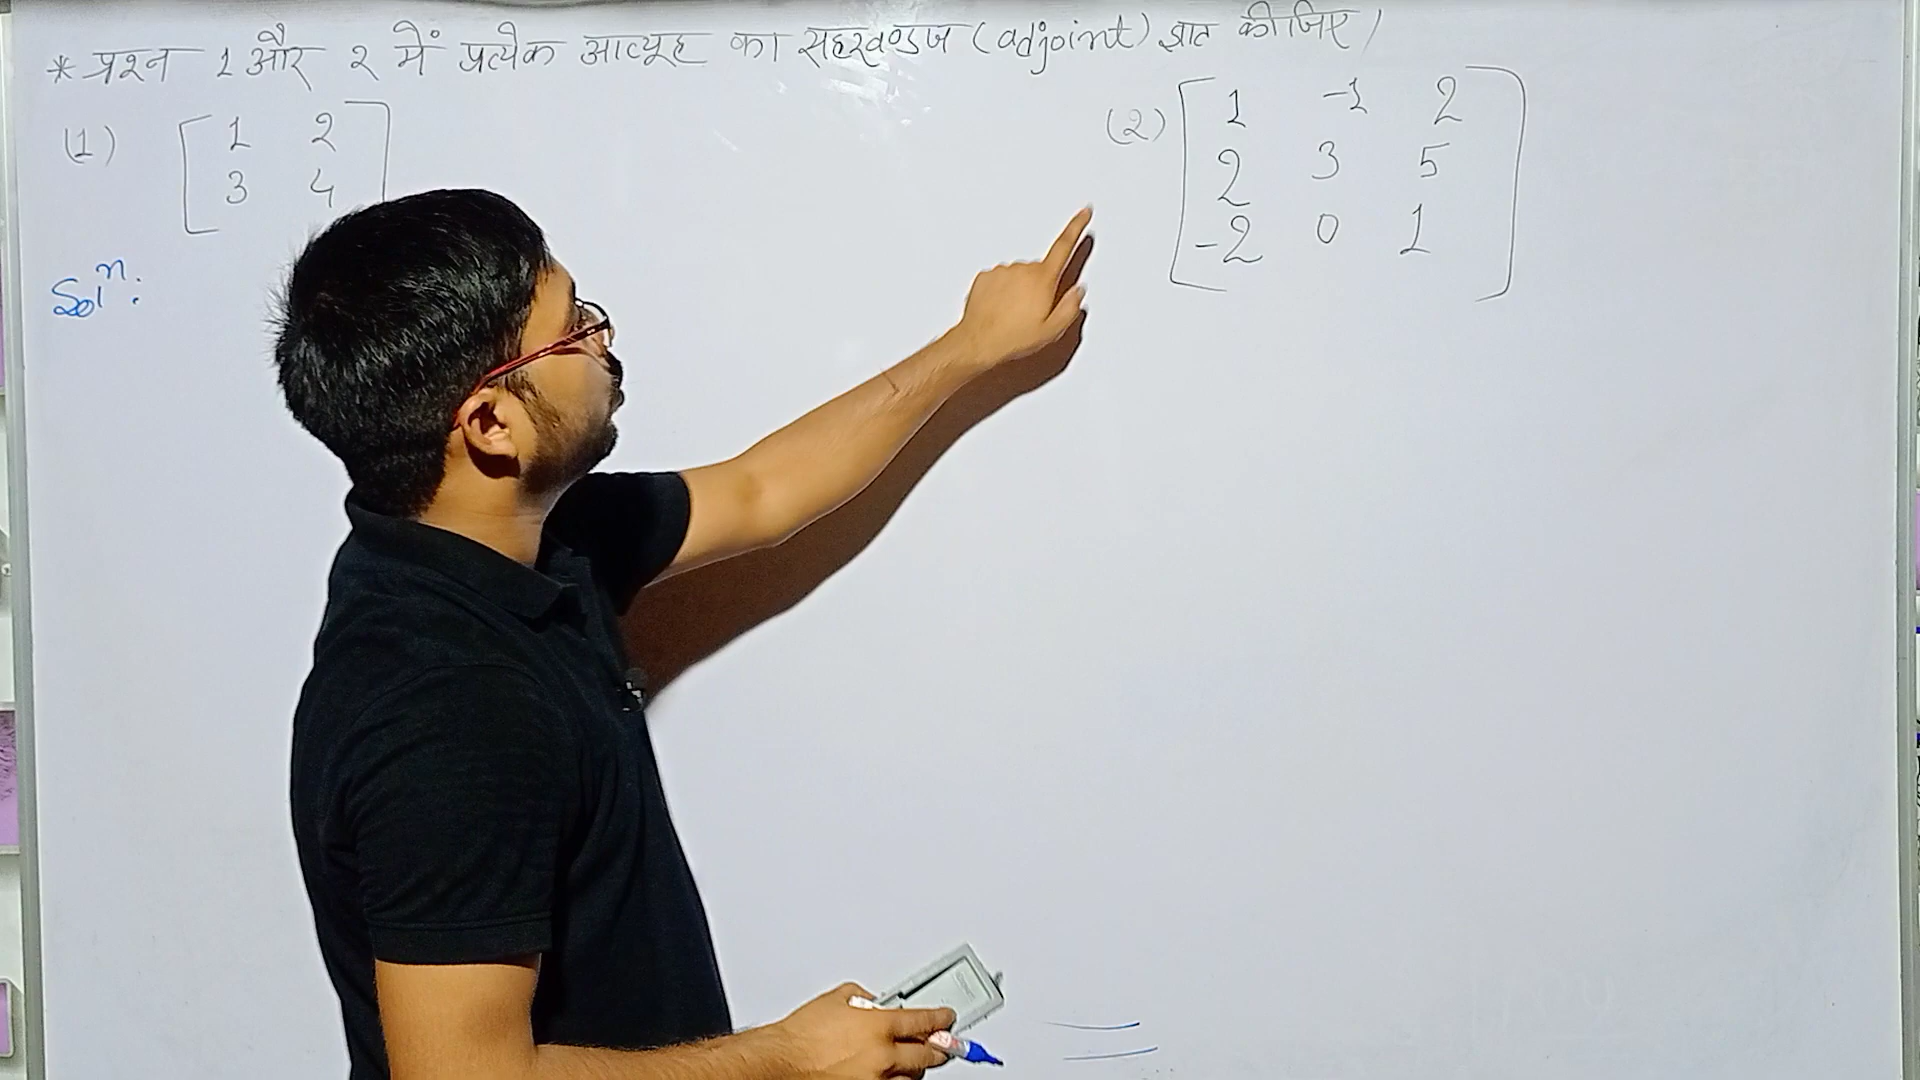 * प्रश्न 1 और 2 में प्रत्येक आव्यूह का सहखण्डज (adjoint) ज्ञात कीजिए।
(1) [1 2
3 4]
(2) [1 -1 2
2 3 5
-2 0 1]
Solⁿ: